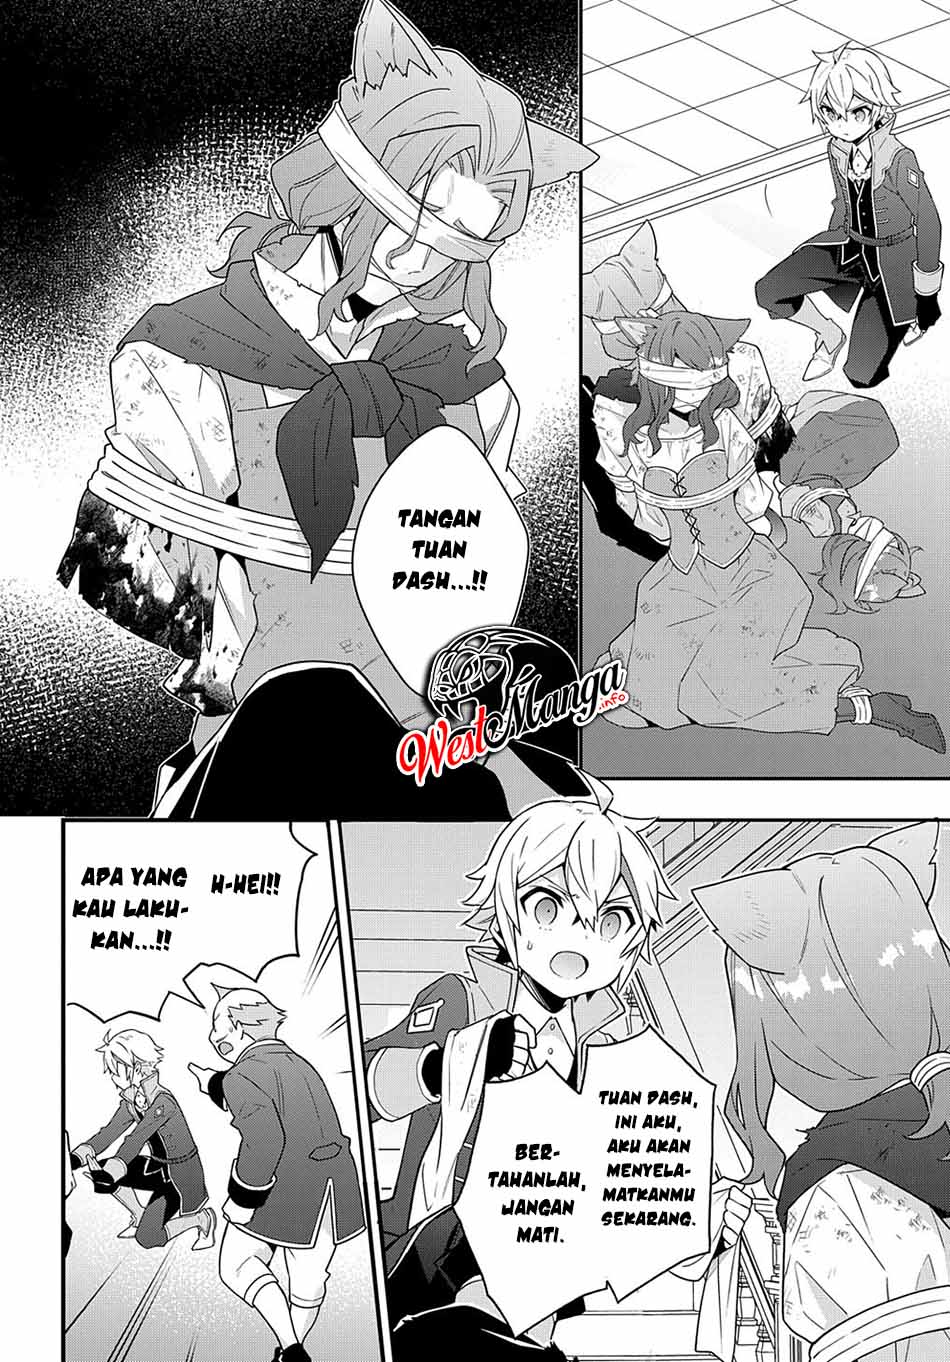 TANGAN
TUAN
DASH...!!
WestManga
.info
TUAN DASH,
INI AKU,
AKU AKAN
MENYELA-
MATKANMU
SEKARANG.
BER-
TAHANLAH,
JANGAN
MATI.
H-HEI!!
APA YANG
KAU LAKU-
KAN...!!